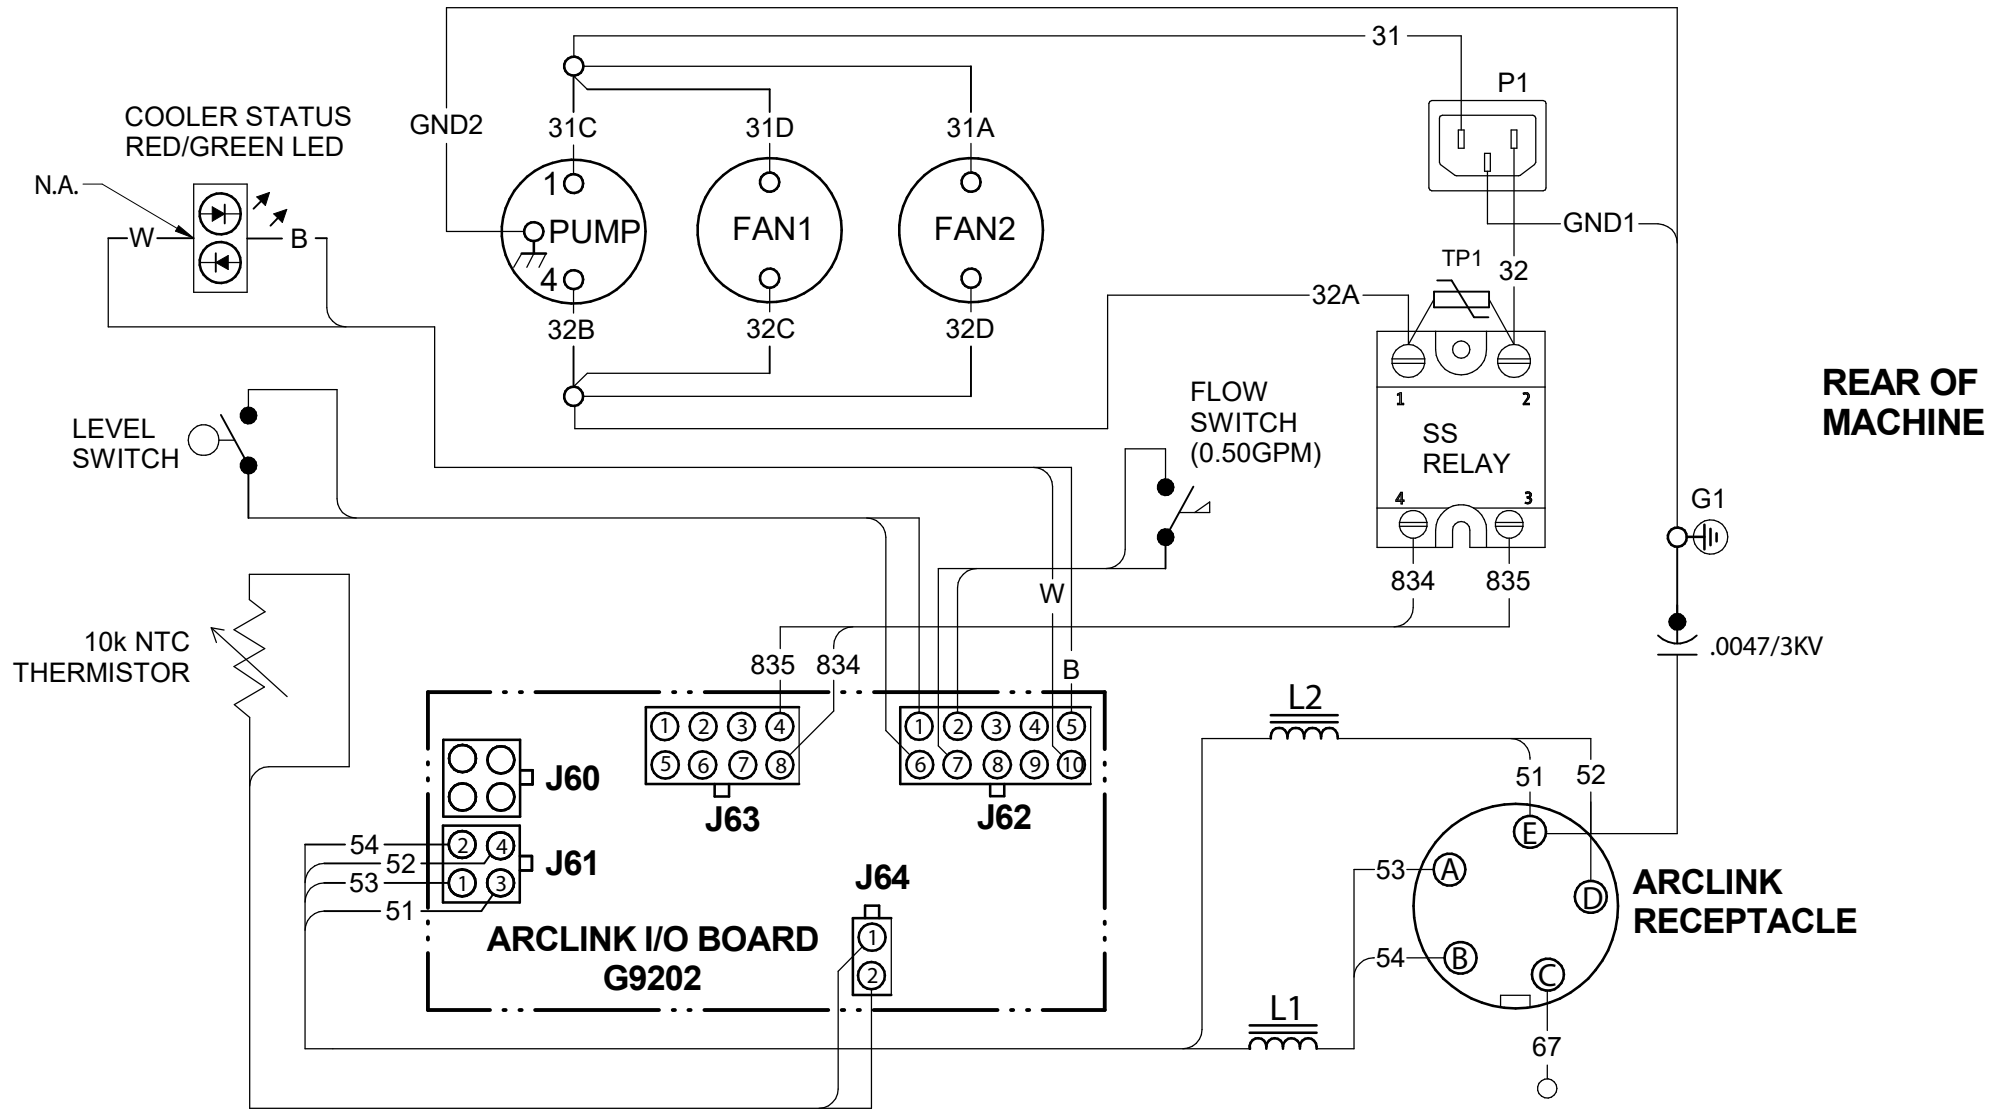 31
P1
COOLER STATUS
RED/GREEN LED
GND2
31C
31D
31A
N.A.
1
PUMP
4
FAN1
FAN2
W
B
GND1
TP1
32
32A
32B
32C
32D
1
2
SS
RELAY
4
3
REAR OF
MACHINE
FLOW
SWITCH
(0.50GPM)
LEVEL
SWITCH
G1
834
835
W
10k NTC
THERMISTOR
835
834
B
.0047/3KV
L2
1 2 3 4
5 6 7 8
J63
1 2 3 4 5
6 7 8 9 10
J62
J60
51
52
54
52
53
51
2 4
1 3
J61
J64
1
2
ARCLINK I/O BOARD
G9202
E
53
A
D
54
B
C
ARCLINK
RECEPTACLE
L1
67